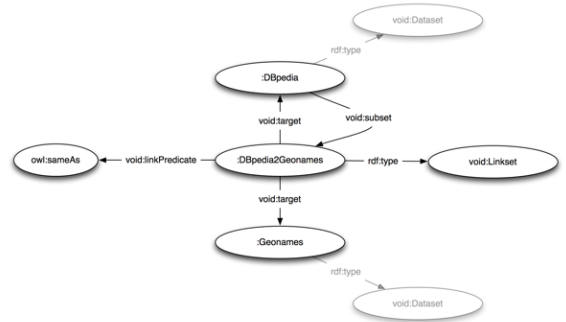 void:Dataset
rdf:type
:DBpedia
void:target
void:subset
owl:sameAs
void:linkPredicate
:DBpedia2Geonames
rdf:type
void:Linkset
void:target
:Geonames
rdf:type
void:Dataset